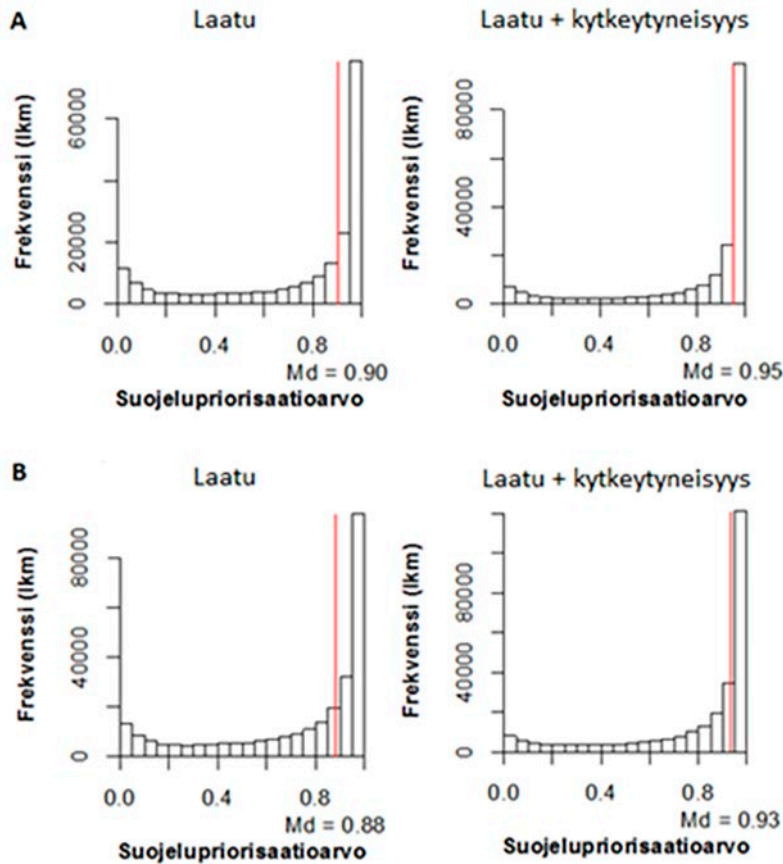 A
Laatu
Laatu + kytkeytyneisyys
Frekvenssi (lkm)
60000
20000
0
0.0 0.4 0.8
Md = 0.90
Suojelupriorisaatioarvo
Frekvenssi (lkm)
80000
40000
0
0.0 0.4 0.8
Md = 0.95
Suojelupriorisaatioarvo
B
Laatu
Laatu + kytkeytyneisyys
Frekvenssi (lkm)
80000
40000
0
0.0 0.4 0.8
Md = 0.88
Suojelupriorisaatioarvo
Frekvenssi (lkm)
80000
40000
0
0.0 0.4 0.8
Md = 0.93
Suojelupriorisaatioarvo